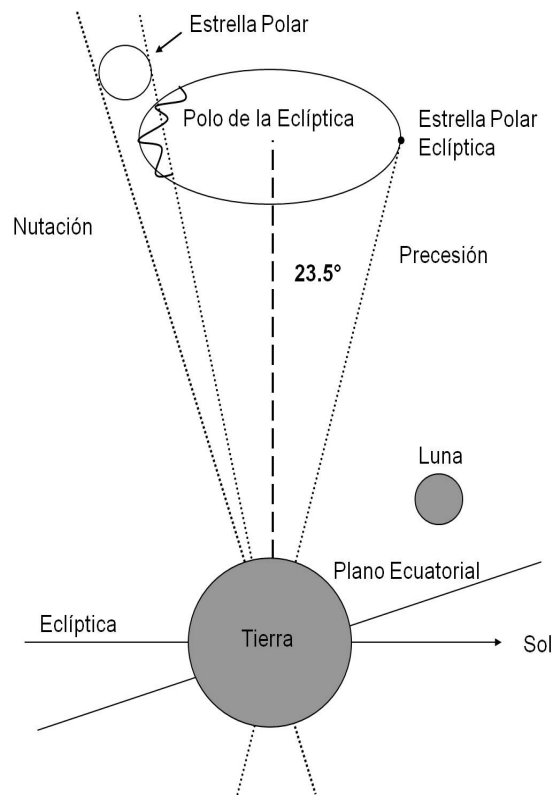 Estrella Polar
Polo de la Eclíptica
Estrella Polar
Eclíptica
Nutación
Precesión
23.5°
Luna
Plano Ecuatorial
Eclíptica
Tierra
Sol